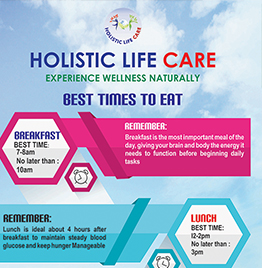 HOLISTIC LIFE CARE
HOLISTIC LIFE CARE
EXPERIENCE WELLNESS NATURALLY
BEST TIMES TO EAT
BREAKFAST
BEST TIME:
7-8am
No later than :
10am
REMEMBER:
Breakfast is the most imporntant meal of the
day, giving your brain and body the energy it
needs to function before beginning daily
tasks
REMEMBER:
Lunch is ideal about 4 hours after
breakfast to maintain steady blood
glucose and keep hunger Manageable
LUNCH
BEST TIME:
I2-2pm
No later than :
3pm